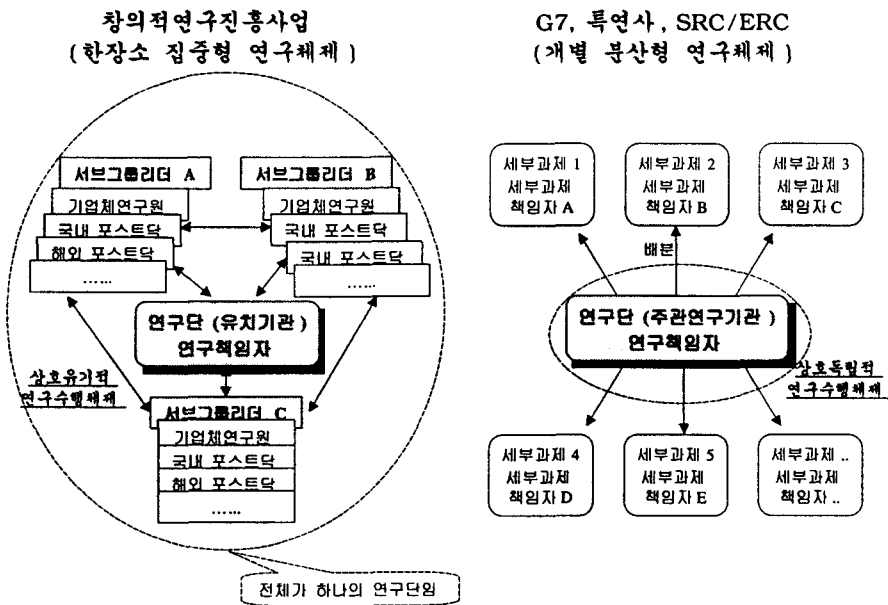 창의적연구진흥사업
(한장소 집중형 연구체제)
서브그룹리더 A
기업체연구원
국내 포스트닥
해외 포스트닥
……
서브그룹리더 B
기업체연구원
국내 포스트닥
국내 포스트닥
……
연구단 (유치기관)
연구책임자
상호유기적
연구수행체제
서브그룹리더 C
기업체연구원
국내 포스트닥
해외 포스트닥
……
전체가 하나의 연구단임
G7, 특연사, SRC/ERC
(개별 분산형 연구체제)
세부과제 1
세부과제
책임자 A
세부과제 2
세부과제
책임자 B
세부과제 3
세부과제
책임자 C
배분
연구단 (주관연구기관)
연구책임자
상호독립적
연구수행체제
세부과제 4
세부과제
책임자 D
세부과제 5
세부과제
책임자 E
세부과제 ..
세부과제
책임자 ..